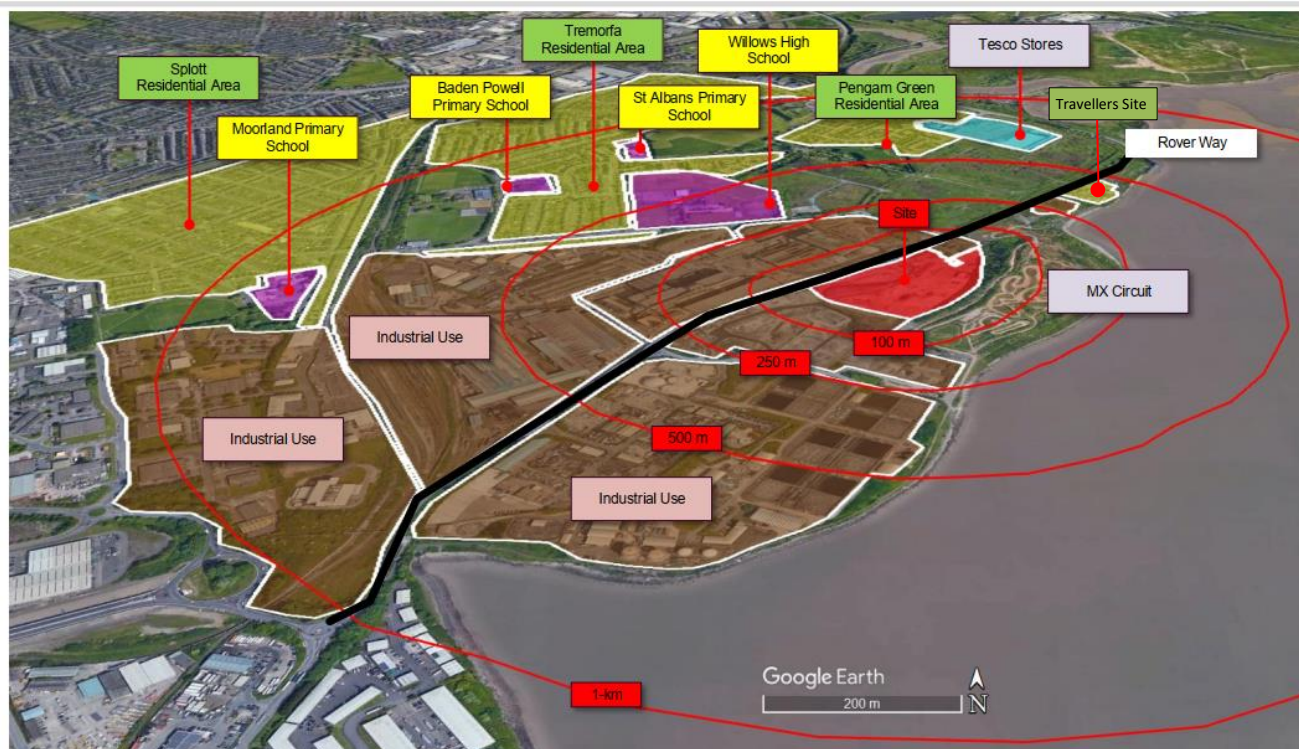 Tremorfa
Residential Area
Willows High
School
Tesco Stores
Splott
Residential Area
Baden Powell
Primary School
St Albans Primary
School
Pengam Green
Residential Area
Travellers Site
Moorland Primary
School
Rover Way
Site
MX Circuit
Industrial Use
100 m
250 m
Industrial Use
500 m
Industrial Use
Google Earth
N
200 m
1-km